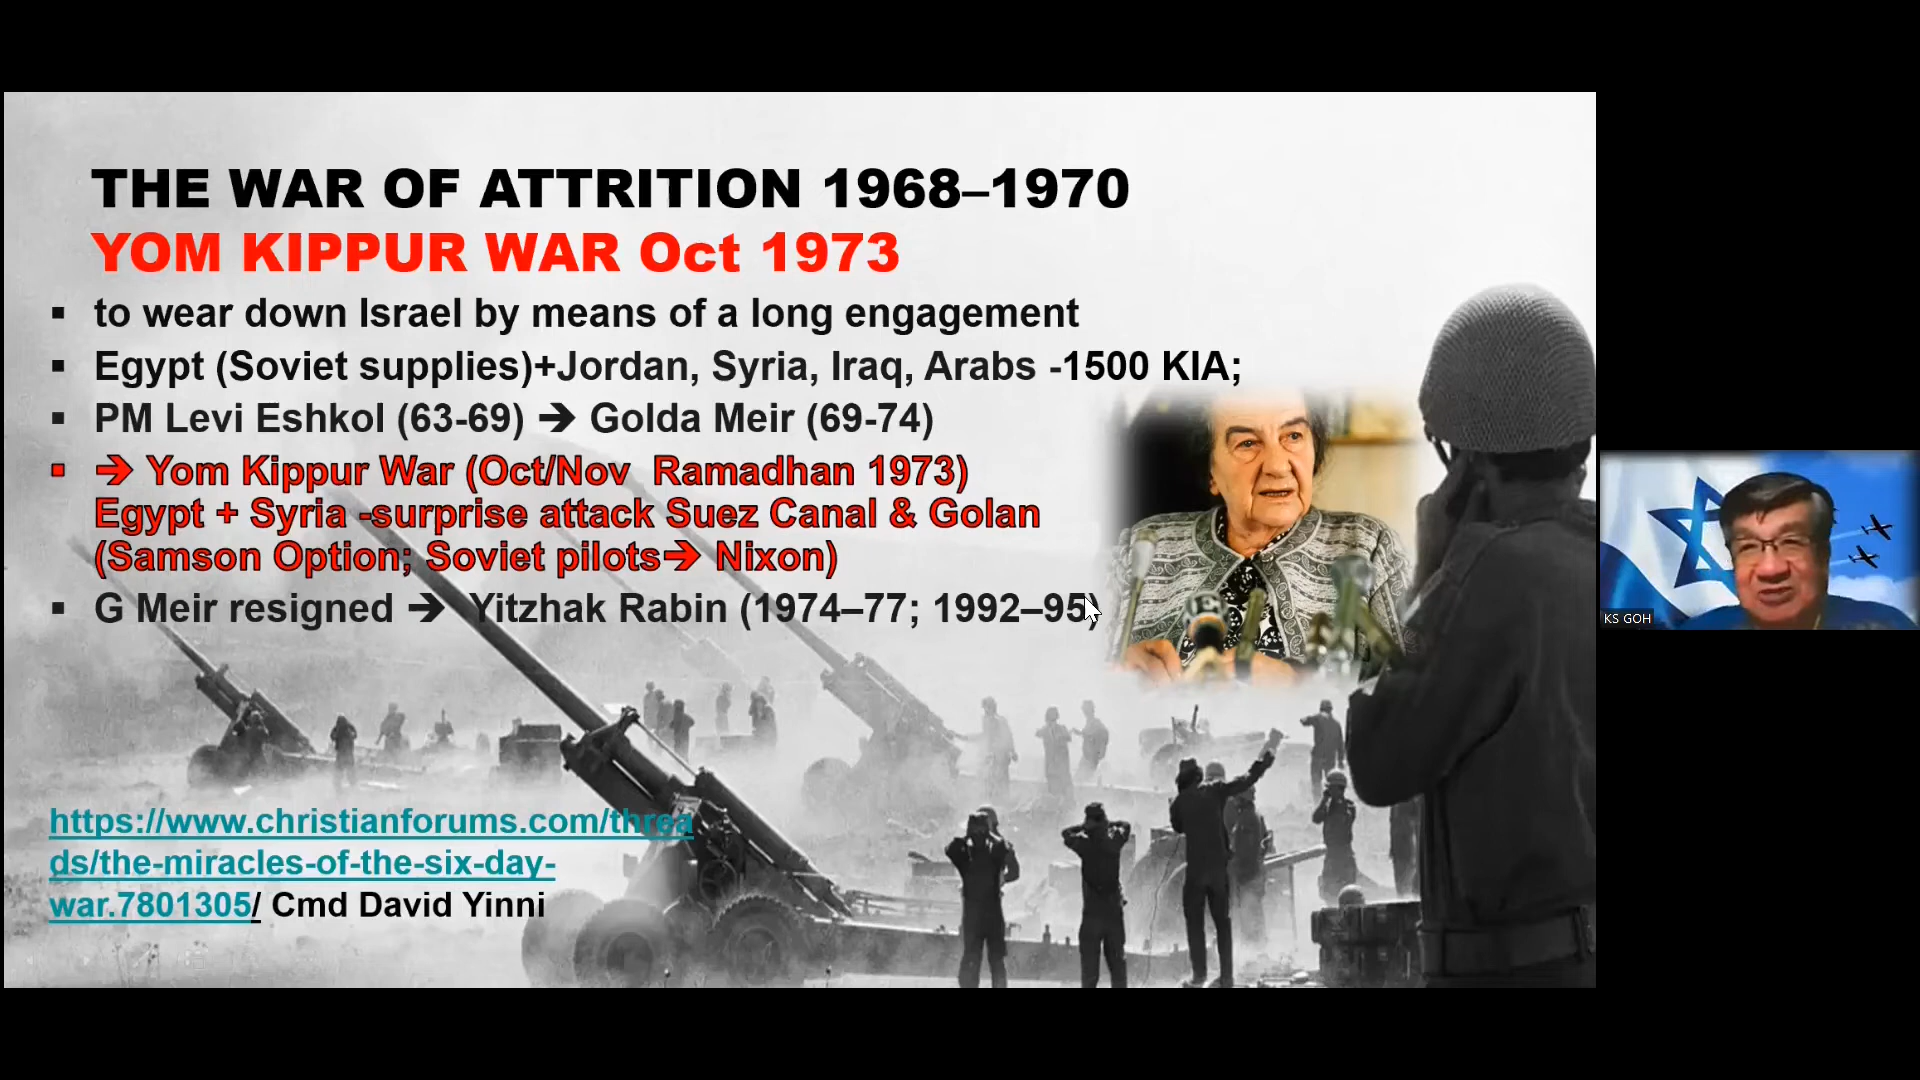 THE WAR OF ATTRITION 1968–1970
YOM KIPPUR WAR Oct 1973
▪ to wear down Israel by means of a long engagement
▪ Egypt (Soviet supplies)+Jordan, Syria, Iraq, Arabs -1500 KIA;
▪ PM Levi Eshkol (63-69) ➔ Golda Meir (69-74)
▪ ➔ Yom Kippur War (Oct/Nov Ramadhan 1973)
Egypt + Syria -surprise attack Suez Canal & Golan
(Samson Option; Soviet pilots➔ Nixon)
▪ G Meir resigned ➔ Yitzhak Rabin (1974–77; 1992–95)
https://www.christianforums.com/threa
ds/the-miracles-of-the-six-day-
war.7801305/ Cmd David Yinni
KS GOH